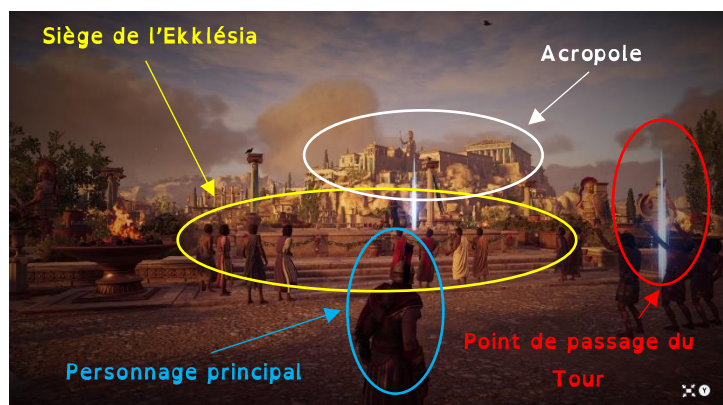 Siège de l'Ekklésia
Acropole
Point de passage du
Tour
Personnage principal
Y